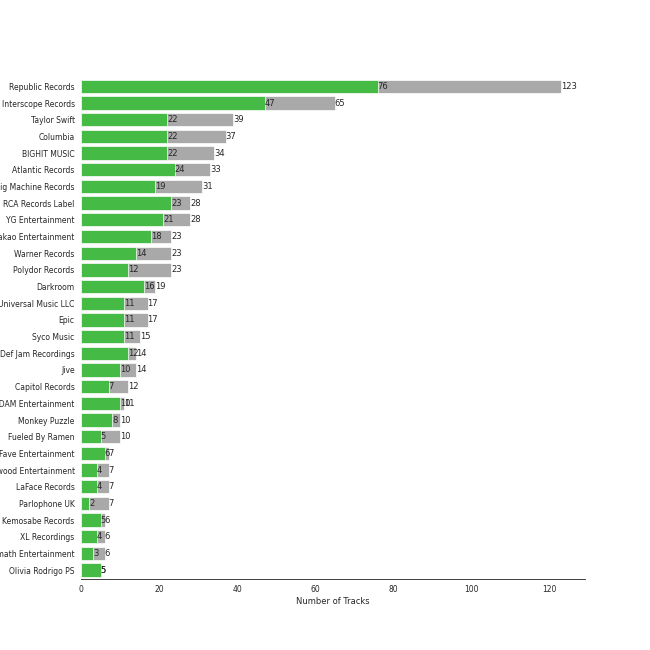 Republic Records 76 123
Interscope Records 47 65
Taylor Swift 22 39
Columbia 22 37
BIGHIT MUSIC 22 34
Atlantic Records 24 33
ig Machine Records 19 31
RCA Records Label 23 28
YG Entertainment 21 28
akao Entertainment 18 23
Warner Records 14 23
Polydor Records 12 23
Darkroom 16 19
Universal Music LLC 11 17
Epic 11 17
Syco Music 11 15
Def Jam Recordings 12 14
Jive 10 14
Capitol Records 7 12
DAM Entertainment 10 11
Monkey Puzzle 8 10
Fueled By Ramen 5 10
Fave Entertainment 6 7
wood Entertainment 4 7
LaFace Records 4 7
Parlophone UK 2 7
Kemosabe Records 5 6
XL Recordings 4 6
math Entertainment 3 6
Olivia Rodrigo PS 5
0 20 40 60 80 100 120
Number of Tracks